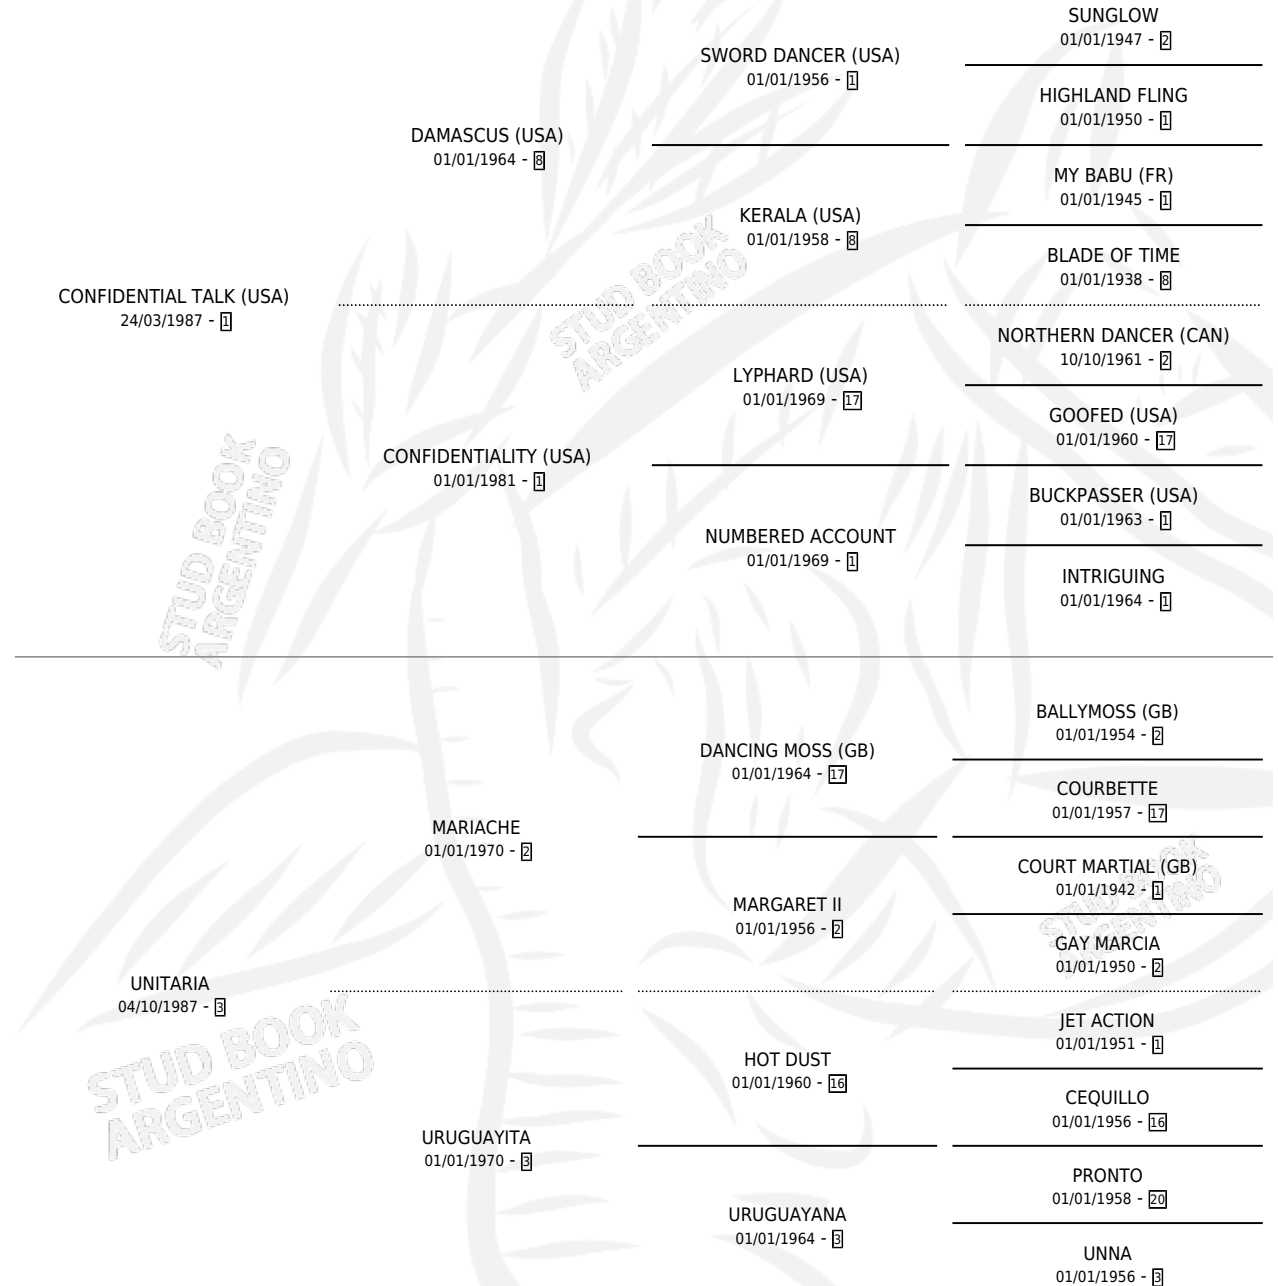 SUNGLOW
01/01/1947 - 2
SWORD DANCER (USA)
01/01/1956 - 1
HIGHLAND FLING
01/01/1950 - 1
DAMASCUS (USA)
01/01/1964 - 8
MY BABU (FR)
01/01/1945 - 1
KERALA (USA)
01/01/1958 - 8
BLADE OF TIME
01/01/1938 - 8
CONFIDENTIAL TALK (USA)
24/03/1987 - 1
NORTHERN DANCER (CAN)
10/10/1961 - 2
LYPHARD (USA)
01/01/1969 - 17
GOOFED (USA)
01/01/1960 - 17
CONFIDENTIALITY (USA)
01/01/1981 - 1
BUCKPASSER (USA)
01/01/1963 - 1
NUMBERED ACCOUNT
01/01/1969 - 1
INTRIGUING
01/01/1964 - 1
BALLYMOSS (GB)
01/01/1954 - 2
DANCING MOSS (GB)
01/01/1964 - 17
COURBETTE
01/01/1957 - 17
MARIACHE
01/01/1970 - 2
COURT MARTIAL (GB)
01/01/1942 - 1
MARGARET II
01/01/1956 - 2
GAY MARCIA
01/01/1950 - 2
UNITARIA
04/10/1987 - 3
JET ACTION
01/01/1951 - 1
HOT DUST
01/01/1960 - 16
CEQUILLO
01/01/1956 - 16
URUGUAYITA
01/01/1970 - 3
PRONTO
01/01/1958 - 20
URUGUAYANA
01/01/1964 - 3
UNNA
01/01/1956 - 3
STUD BOOK
ARGENTINO
STUD BOOK
ARGENTINO
STUD BOOK
ARGENTINO
STUD BOOK
ARGENTINO